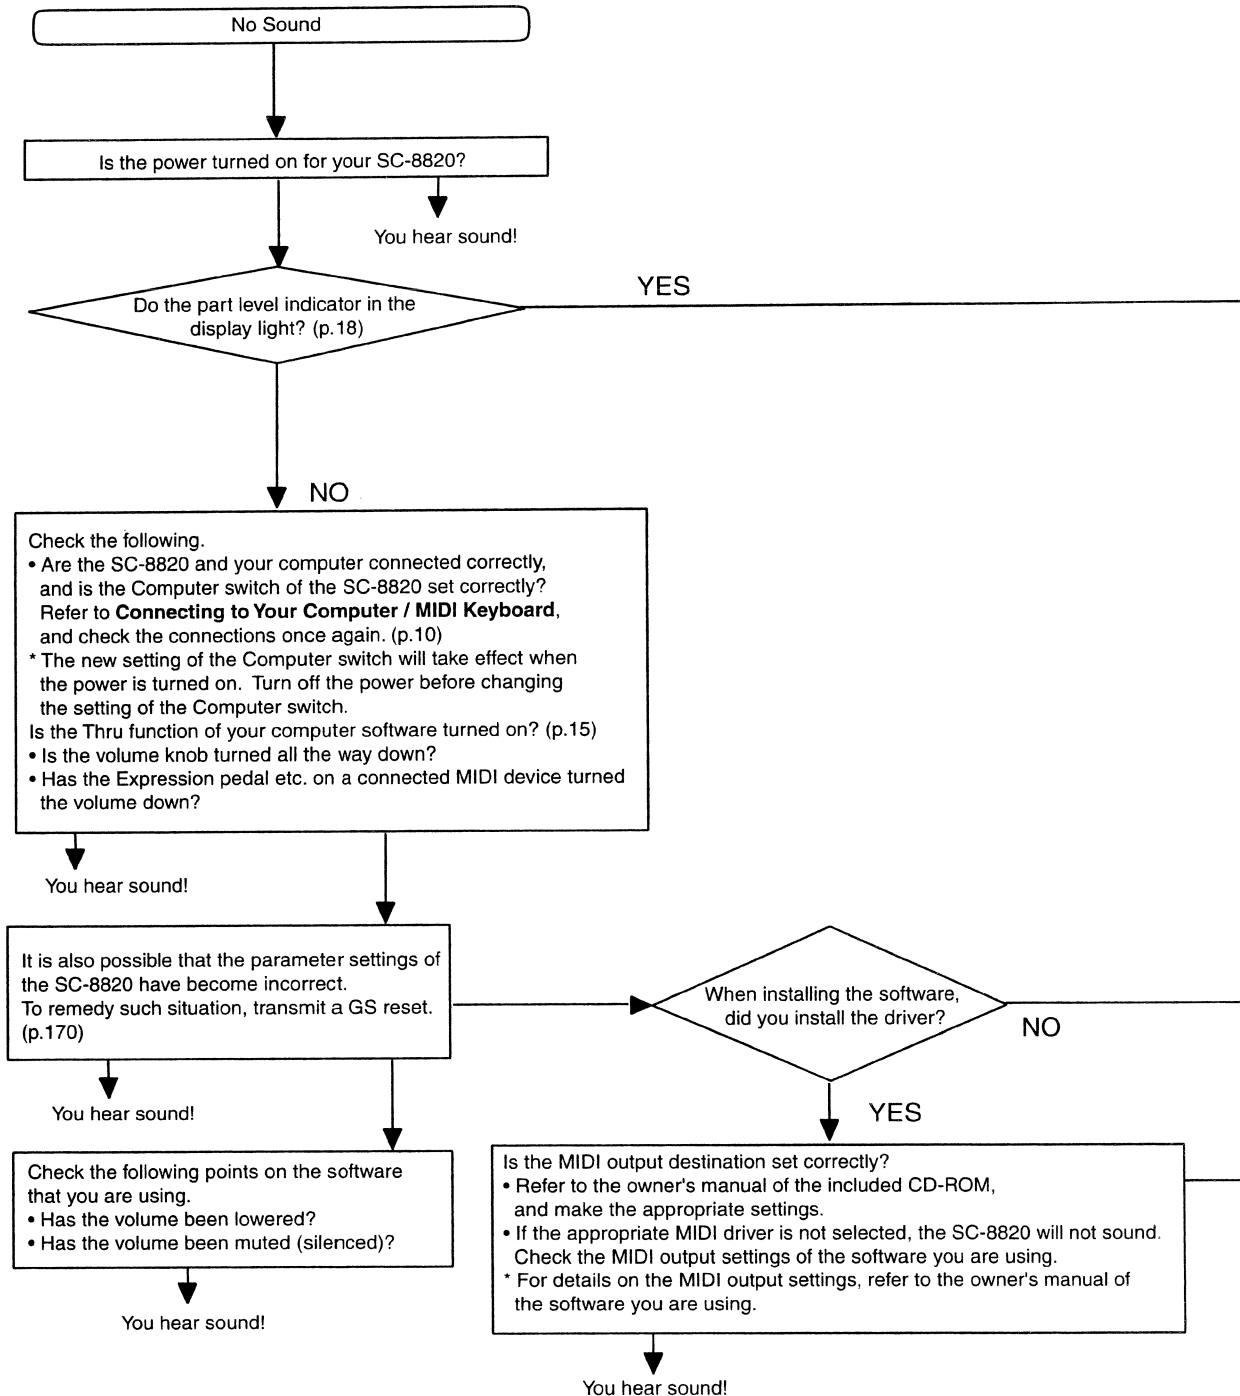 No Sound
Is the power turned on for your SC-8820?
You hear sound!
YES
Do the part level indicator in the
display light? (p.18)
NO
Check the following.
• Are the SC-8820 and your computer connected correctly,
and is the Computer switch of the SC-8820 set correctly?
Refer to Connecting to Your Computer / MIDI Keyboard,
and check the connections once again. (p.10)
* The new setting of the Computer switch will take effect when
the power is turned on. Turn off the power before changing
the setting of the Computer switch.
Is the Thru function of your computer software turned on? (p.15)
• Is the volume knob turned all the way down?
• Has the Expression pedal etc. on a connected MIDI device turned
the volume down?
You hear sound!
It is also possible that the parameter settings of
the SC-8820 have become incorrect.
To remedy such situation, transmit a GS reset.
(p.170)
You hear sound!
Check the following points on the software
that you are using.
• Has the volume been lowered?
• Has the volume been muted (silenced)?
You hear sound!
When installing the software,
did you install the driver?
NO
YES
Is the MIDI output destination set correctly?
• Refer to the owner's manual of the included CD-ROM,
and make the appropriate settings.
• If the appropriate MIDI driver is not selected, the SC-8820 will not sound.
Check the MIDI output settings of the software you are using.
* For details on the MIDI output settings, refer to the owner's manual of
the software you are using.
You hear sound!